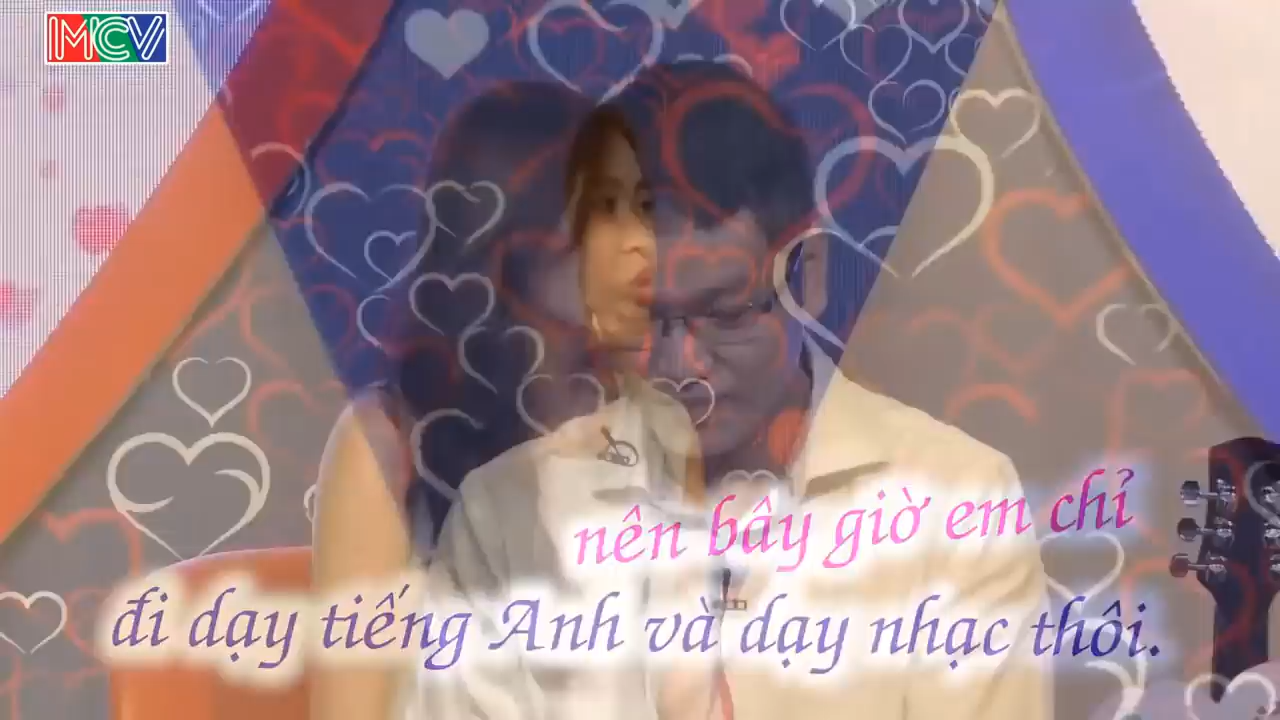 MCV
nên bây giờ em chỉ
đi dạy tiếng Anh và dạy nhạc thôi.